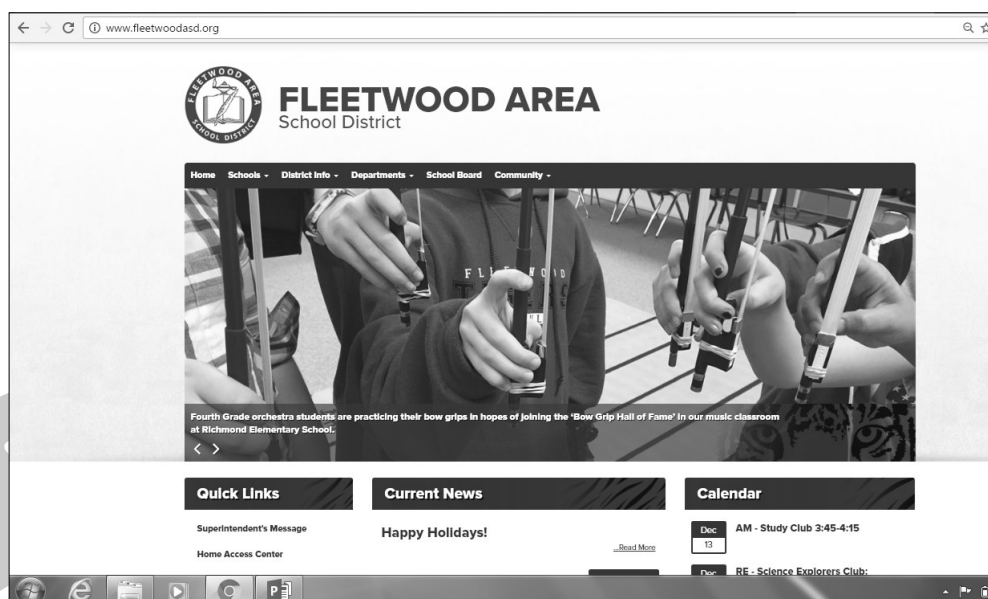 www.fleetwoodasd.org
FLEETWOOD AREA
SCHOOL DISTRICT
FLEETWOOD AREA
School District
Home Schools District Info Departments School Board Community
FLEETWOOD
Fourth Grade orchestra students are practicing their bow grips in hopes of joining the 'Bow Grip Hall of Fame' in our music classroom
at Richmond Elementary School.
Quick Links
Superintendent's Message
Home Access Center
Current News
Happy Holidays!
...Read More
Calendar
Dec
13
AM - Study Club 3:45-4:15
Dec
RE - Science Explorers Club: